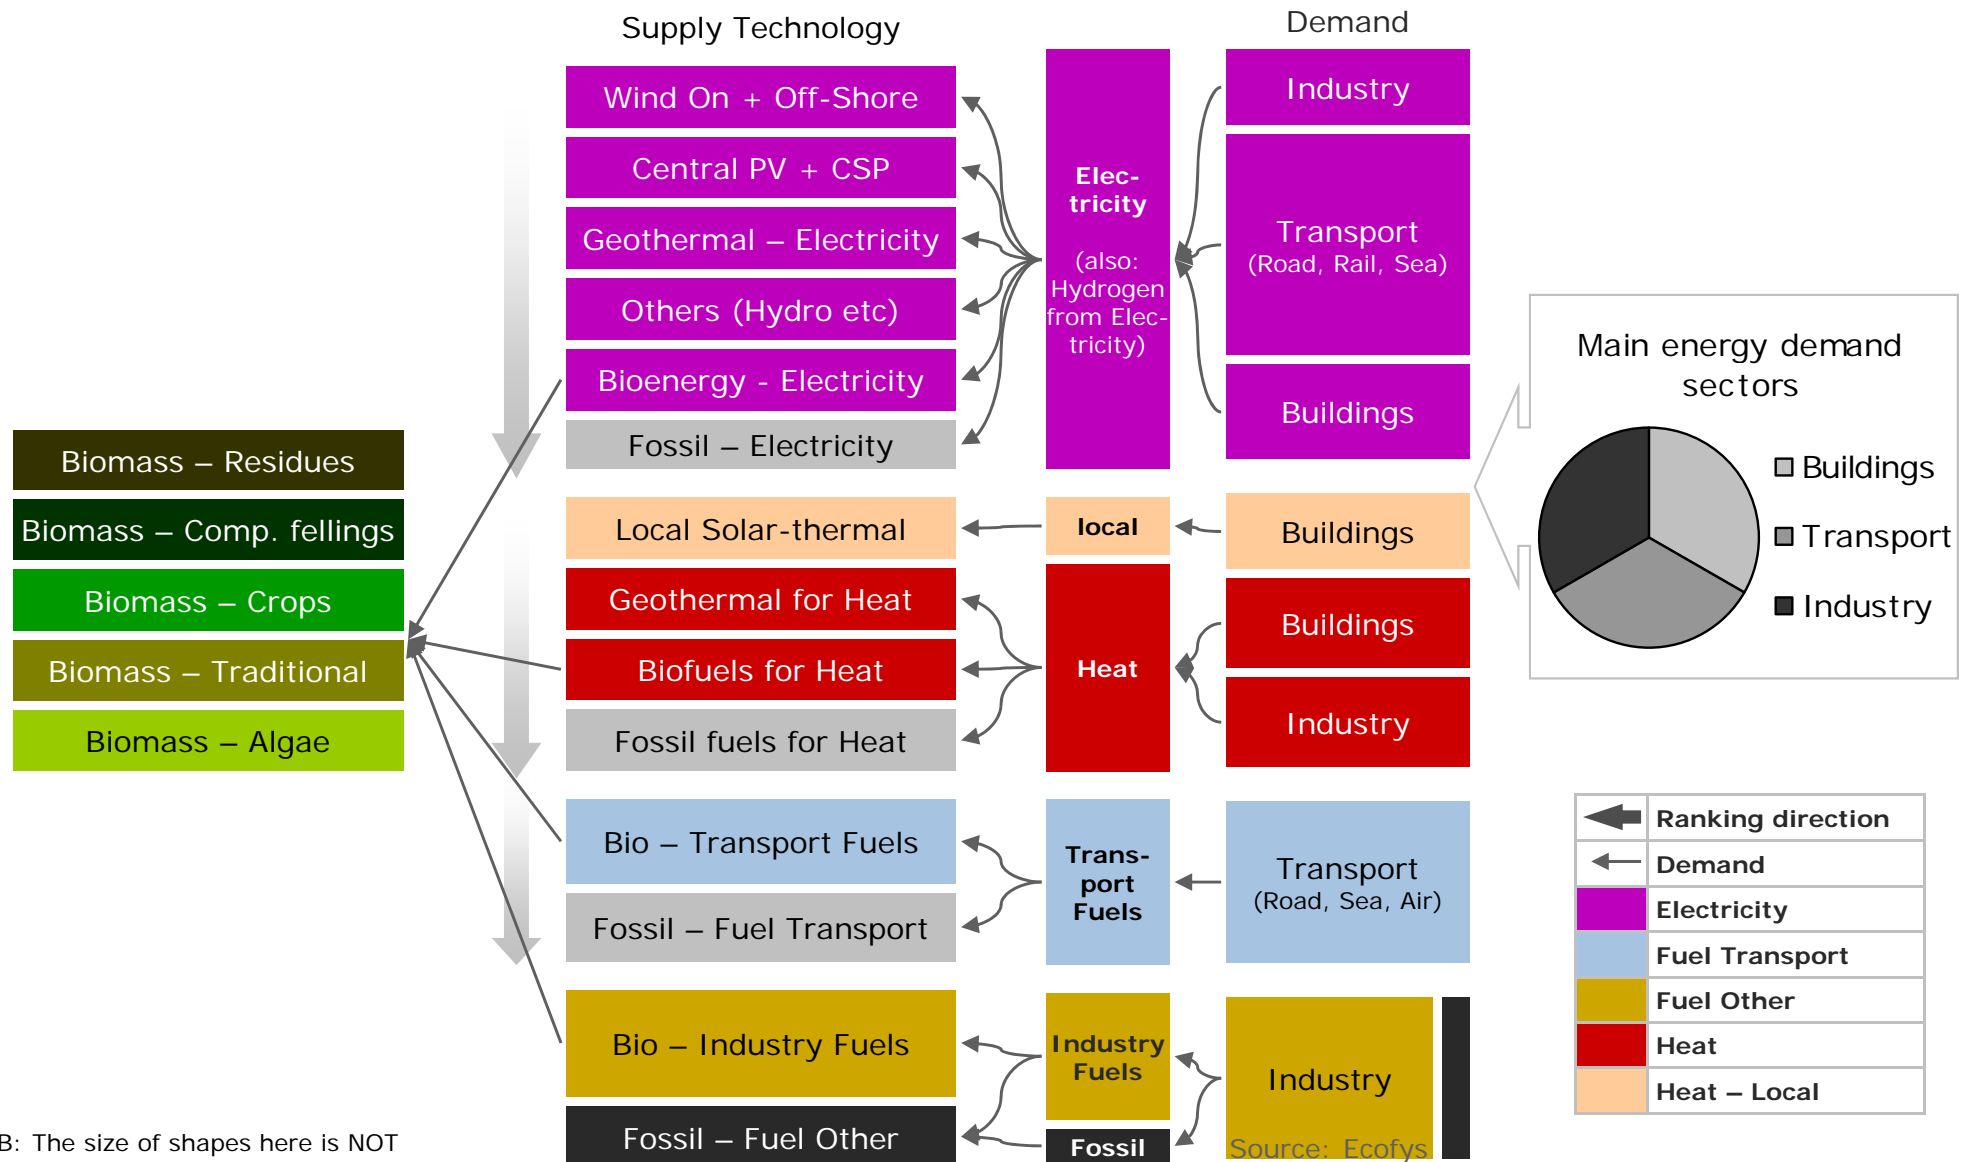 Supply Technology
Demand
Wind On + Off-Shore
Central PV + CSP
Geothermal – Electricity
Others (Hydro etc)
Bioenergy - Electricity
Fossil – Electricity
Elec-
tricity
(also:
Hydrogen
from Elec-
tricity)
Industry
Transport
(Road, Rail, Sea)
Buildings
Main energy demand
sectors
Buildings
Transport
Industry
Biomass – Residues
Biomass – Comp. fellings
Biomass – Crops
Biomass – Traditional
Biomass – Algae
Local Solar-thermal
local
Buildings
Geothermal for Heat
Biofuels for Heat
Fossil fuels for Heat
Heat
Buildings
Industry
Bio – Transport Fuels
Fossil – Fuel Transport
Trans-
port
Fuels
Transport
(Road, Sea, Air)
Bio – Industry Fuels
Fossil – Fuel Other
Industry
Fuels
Fossil
Industry
Source: Ecofys
Ranking direction
Demand
Electricity
Fuel Transport
Fuel Other
Heat
Heat – Local
B: The size of shapes here is NOT